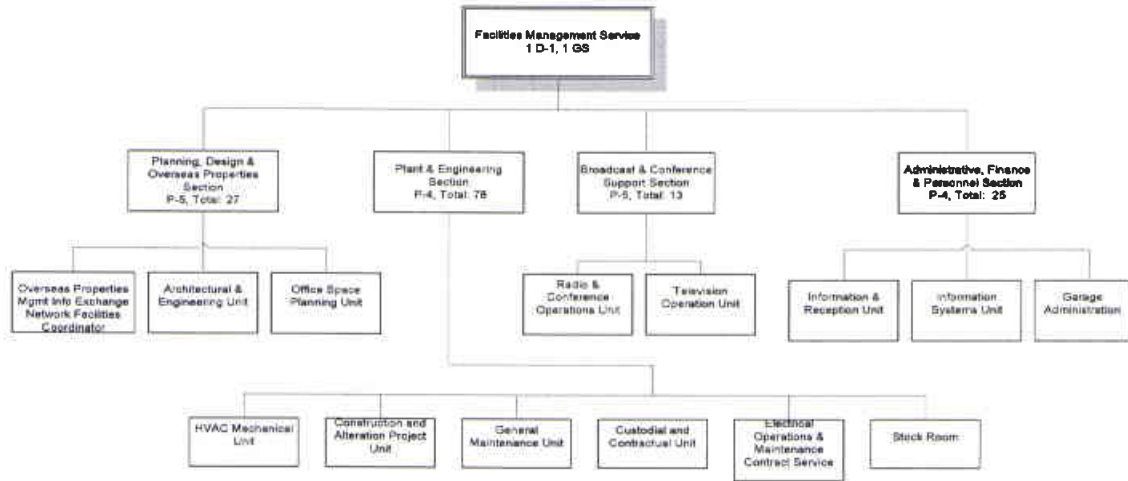 Facilities Management Service
1 D-1, 1 GS
Planning, Design &
Overseas Properties
Section
P-5, Total: 27
Plant & Engineering
Section
P-4, Total: 78
Broadcast & Conference
Support Section
P-5, Total: 13
Administrative, Finance
& Personnel Section
P-4, Total: 25
Overseas Properties
Mgmt Info Exchange
Network Facilities
Coordinator
Architectural &
Engineering Unit
Office Space
Planning Unit
Radio &
Conference
Operations Unit
Television
Operation Unit
Information &
Reception Unit
Information
Systems Unit
Garage
Administration
HVAC Mechanical
Unit
Construction and
Alteration Project
Unit
General
Maintenance Unit
Custodial and
Contractual Unit
Electrical
Operations &
Maintenance
Contract Service
Stock Room